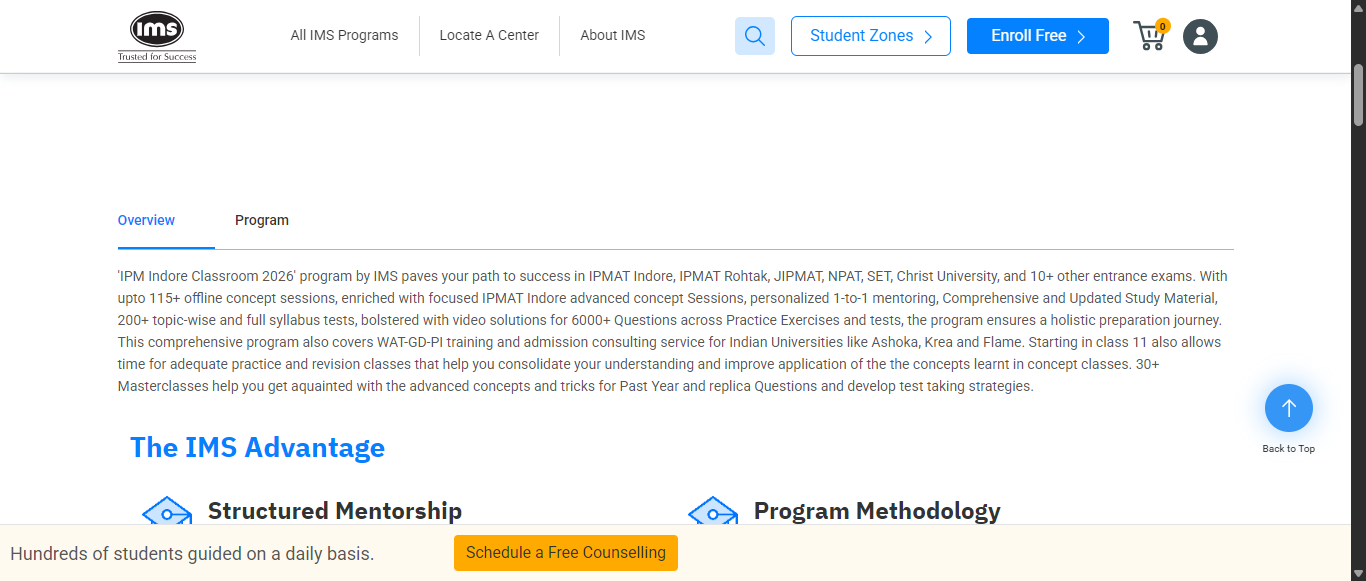 ims
Trusted for Success
All IMS Programs
Locate A Center
About IMS
Student Zones
Enroll Free
0
Overview
Program
'IPM Indore Classroom 2026' program by IMS paves your path to success in IPMAT Indore, IPMAT Rohtak, JIPMAT, NPAT, SET, Christ University, and 10+ other entrance exams. With
upto 115+ offline concept sessions, enriched with focused IPMAT Indore advanced concept Sessions, personalized 1-to-1 mentoring, Comprehensive and Updated Study Material,
200+ topic-wise and full syllabus tests, bolstered with video solutions for 6000+ Questions across Practice Exercises and tests, the program ensures a holistic preparation journey.
This comprehensive program also covers WAT-GD-PI training and admission consulting service for Indian Universities like Ashoka, Krea and Flame. Starting in class 11 also allows
time for adequate practice and revision classes that help you consolidate your understanding and improve application of the the concepts learnt in concept classes. 30+
Masterclasses help you get aquainted with the advanced concepts and tricks for Past Year and replica Questions and develop test taking strategies.
Back to Top
The IMS Advantage
Structured Mentorship
Program Methodology
Hundreds of students guided on a daily basis.
Schedule a Free Counselling